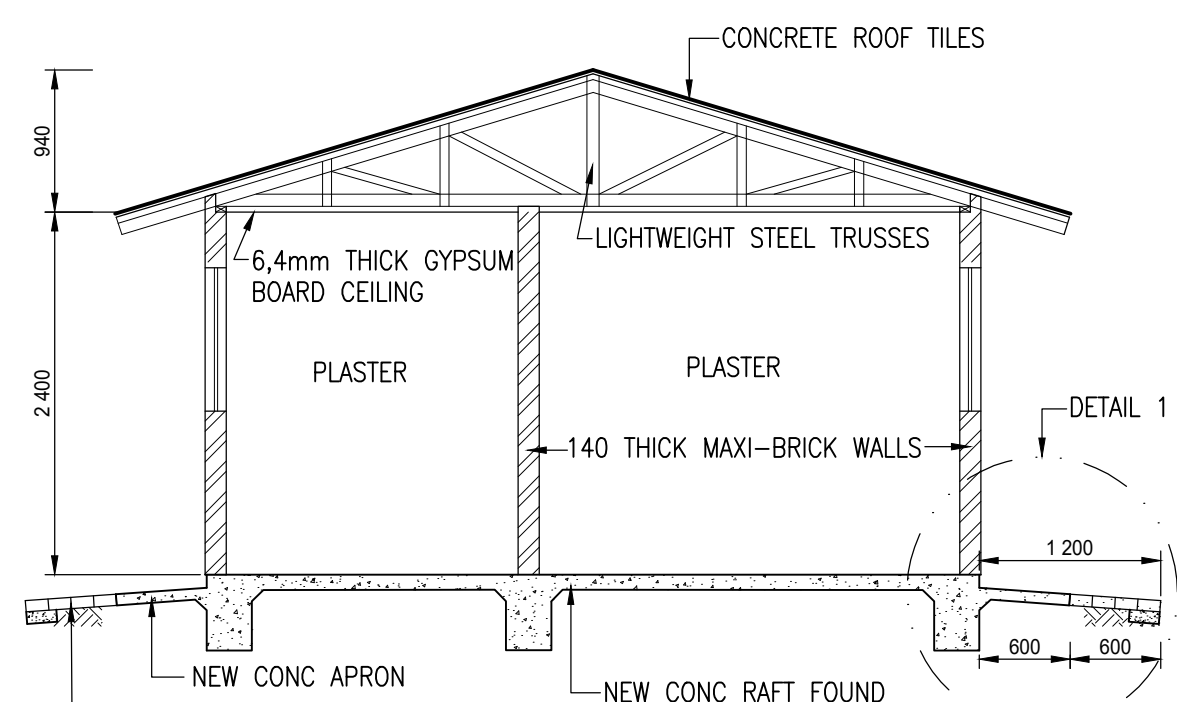 CONCRETE ROOF TILES
940
LIGHTWEIGHT STEEL TRUSSES
6,4mm THICK GYPSUM
BOARD CEILING
PLASTER
PLASTER
2 400
DETAIL 1
140 THICK MAXI-BRICK WALLS
1 200
600
600
NEW CONC APRON
NEW CONC RAFT FOUND